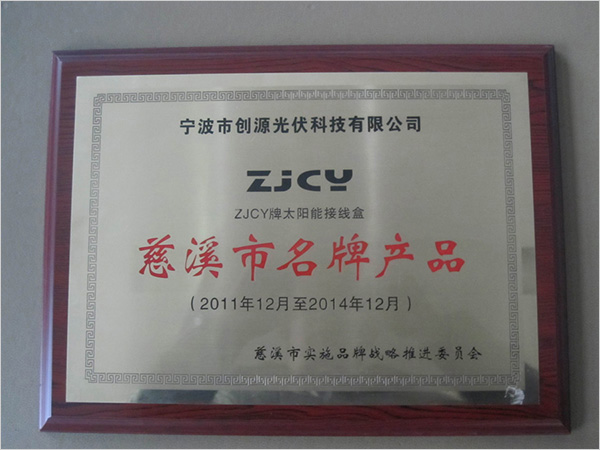 宁波市创源光伏科技有限公司
ZJCY
ZJCY牌太阳能接线盒
慈溪市名牌产品
（2011年12月至2014年12月）
慈溪市实施品牌战略推进委员会